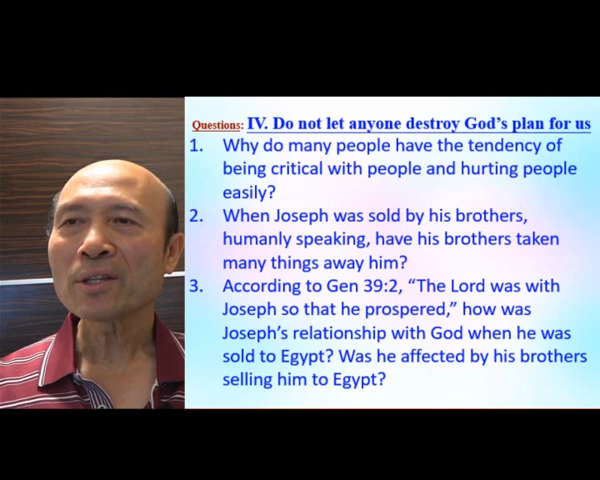 Questions: IV. Do not let anyone destroy God's plan for us
1. Why do many people have the tendency of
being critical with people and hurting people
easily?
2. When Joseph was sold by his brothers,
humanly speaking, have his brothers taken
many things away him?
3. According to Gen 39:2, “The Lord was with
Joseph so that he prospered,” how was
Joseph's relationship with God when he was
sold to Egypt? Was he affected by his brothers
selling him to Egypt?